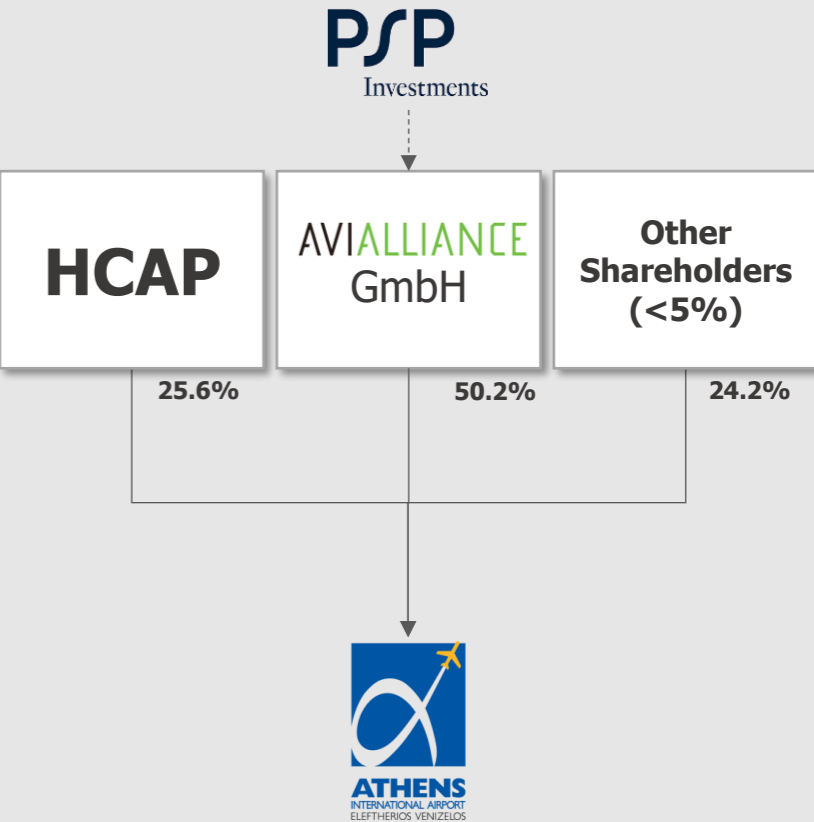 PSP
Investments
HCAP
AVIALLIANCE
GmbH
Other
Shareholders
(<5%)
25.6%
50.2%
24.2%
ATHENS
INTERNATIONAL AIRPORT
ELEFTHERIOS VENIZELOS